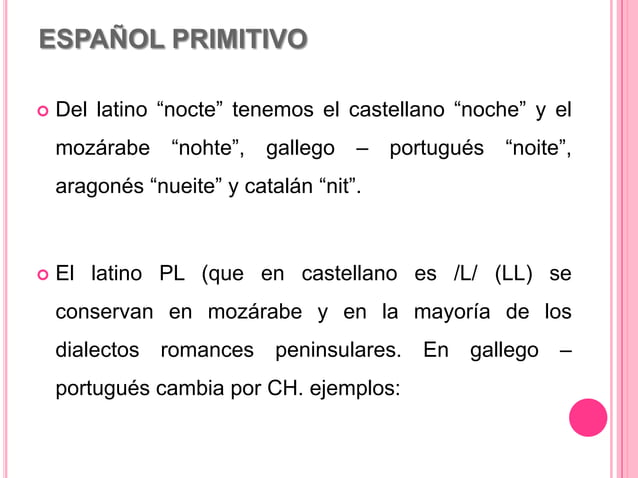 ESPAÑOL PRIMITIVO
Del latino “nocte” tenemos el castellano “noche” y el
mozárabe “nohte”, gallego – portugués “noite”,
aragonés “nueite” y catalán “nit”.
El latino PL (que en castellano es /L/ (LL) se
conservan en mozárabe y en la mayoría de los
dialectos romances peninsulares. En gallego –
portugués cambia por CH. ejemplos: